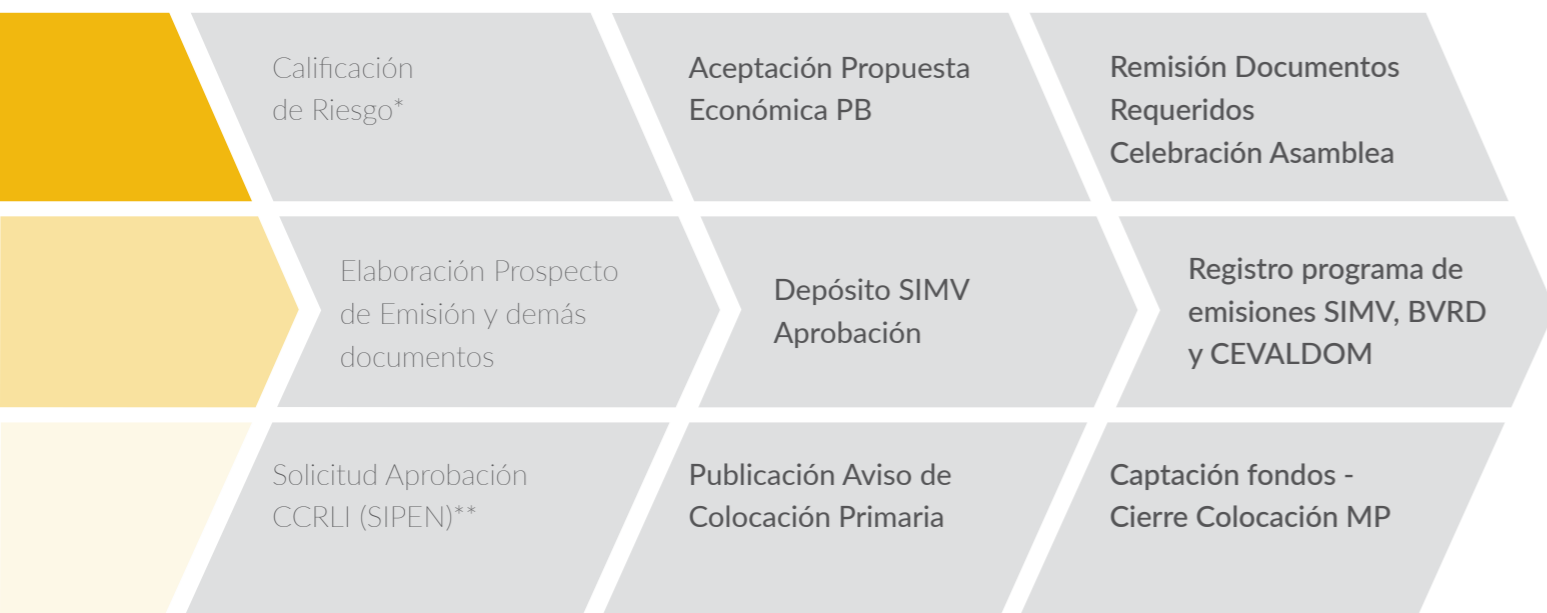 Calificación
de Riesgo*
Aceptación Propuesta
Económica PB
Remisión Documentos
Requeridos
Celebración Asamblea
Elaboración Prospecto
de Emisión y demás
documentos
Depósito SIMV
Aprobación
Registro programa de
emisiones SIMV, BVRD
y CEVALDOM
Solicitud Aprobación
CCRLI (SIPEN)**
Publicación Aviso de
Colocación Primaria
Captación fondos -
Cierre Colocación MP